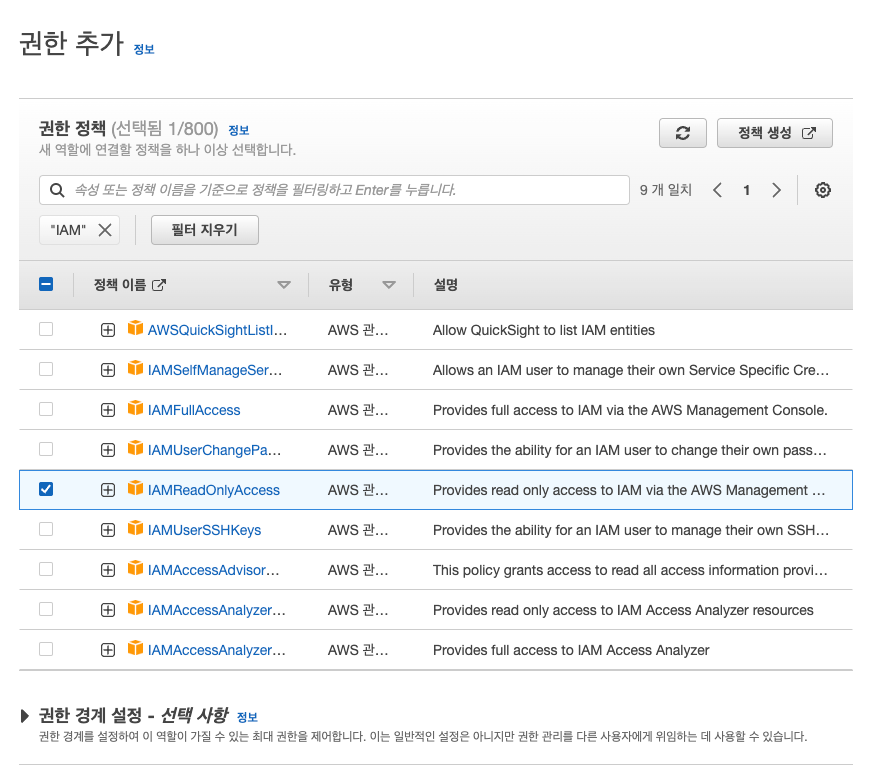 권한 추가 정보
권한 정책 (선택됨 1/800) 정보
새 역할에 연결할 정책을 하나 이상 선택합니다.
정책 생성
속성 또는 정책 이름을 기준으로 정책을 필터링하고 Enter를 누릅니다.
9 개 일치
1
"IAM"
필터 지우기
정책 이름 유형 설명
AWSQuickSightListI... AWS 관... Allow QuickSight to list IAM entities
IAMSelfManageSer... AWS 관... Allows an IAM user to manage their own Service Specific Cre...
IAMFullAccess AWS 관... Provides full access to IAM via the AWS Management Console.
IAMUserChangePa... AWS 관... Provides the ability for an IAM user to change their own pass...
IAMReadOnlyAccess AWS 관... Provides read only access to IAM via the AWS Management ...
IAMUserSSHKeys AWS 관... Provides the ability for an IAM user to manage their own SSH...
IAMAccessAdvisor... AWS 관... This policy grants access to read all access information provi...
IAMAccessAnalyzer... AWS 관... Provides read only access to IAM Access Analyzer resources
IAMAccessAnalyzer... AWS 관... Provides full access to IAM Access Analyzer
권한 경계 설정 - 선택 사항 정보
권한 경계를 설정하여 이 역할이 가질 수 있는 최대 권한을 제어합니다. 이는 일반적인 설정은 아니지만 권한 관리를 다른 사용자에게 위임하는 데 사용할 수 있습니다.